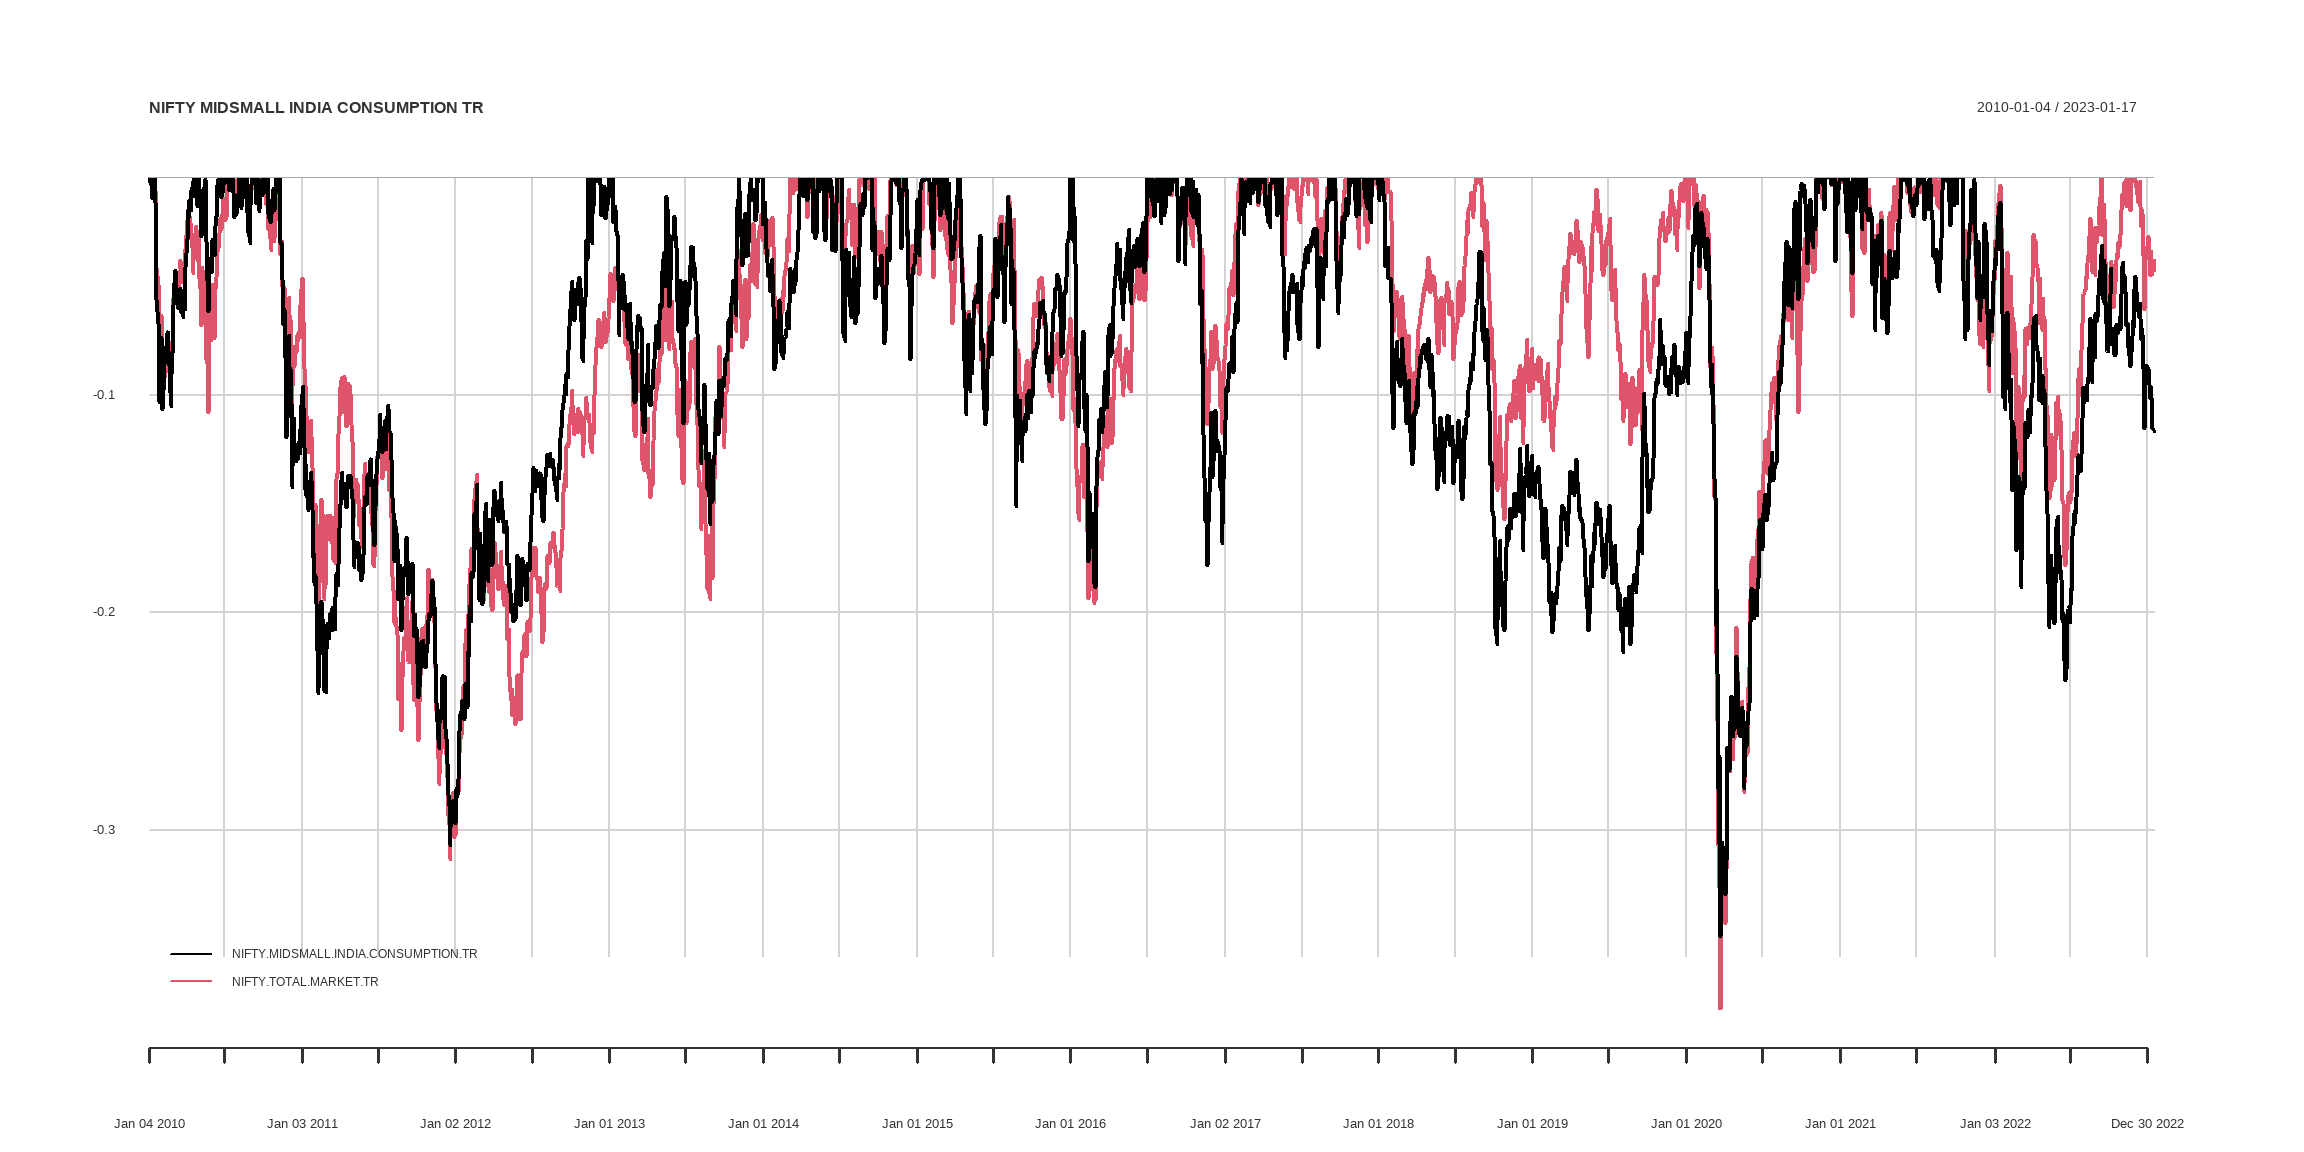 NIFTY MIDSMALL INDIA CONSUMPTION TR
2010-01-04 / 2023-01-17
-0.1
-0.2
-0.3
NIFTY.MIDSMALL.INDIA.CONSUMPTION.TR
NIFTY.TOTAL.MARKET.TR
Jan 04 2010 Jan 03 2011 Jan 02 2012 Jan 01 2013 Jan 01 2014 Jan 01 2015 Jan 01 2016 Jan 02 2017 Jan 01 2018 Jan 01 2019 Jan 01 2020 Jan 01 2021 Jan 03 2022 Dec 30 2022